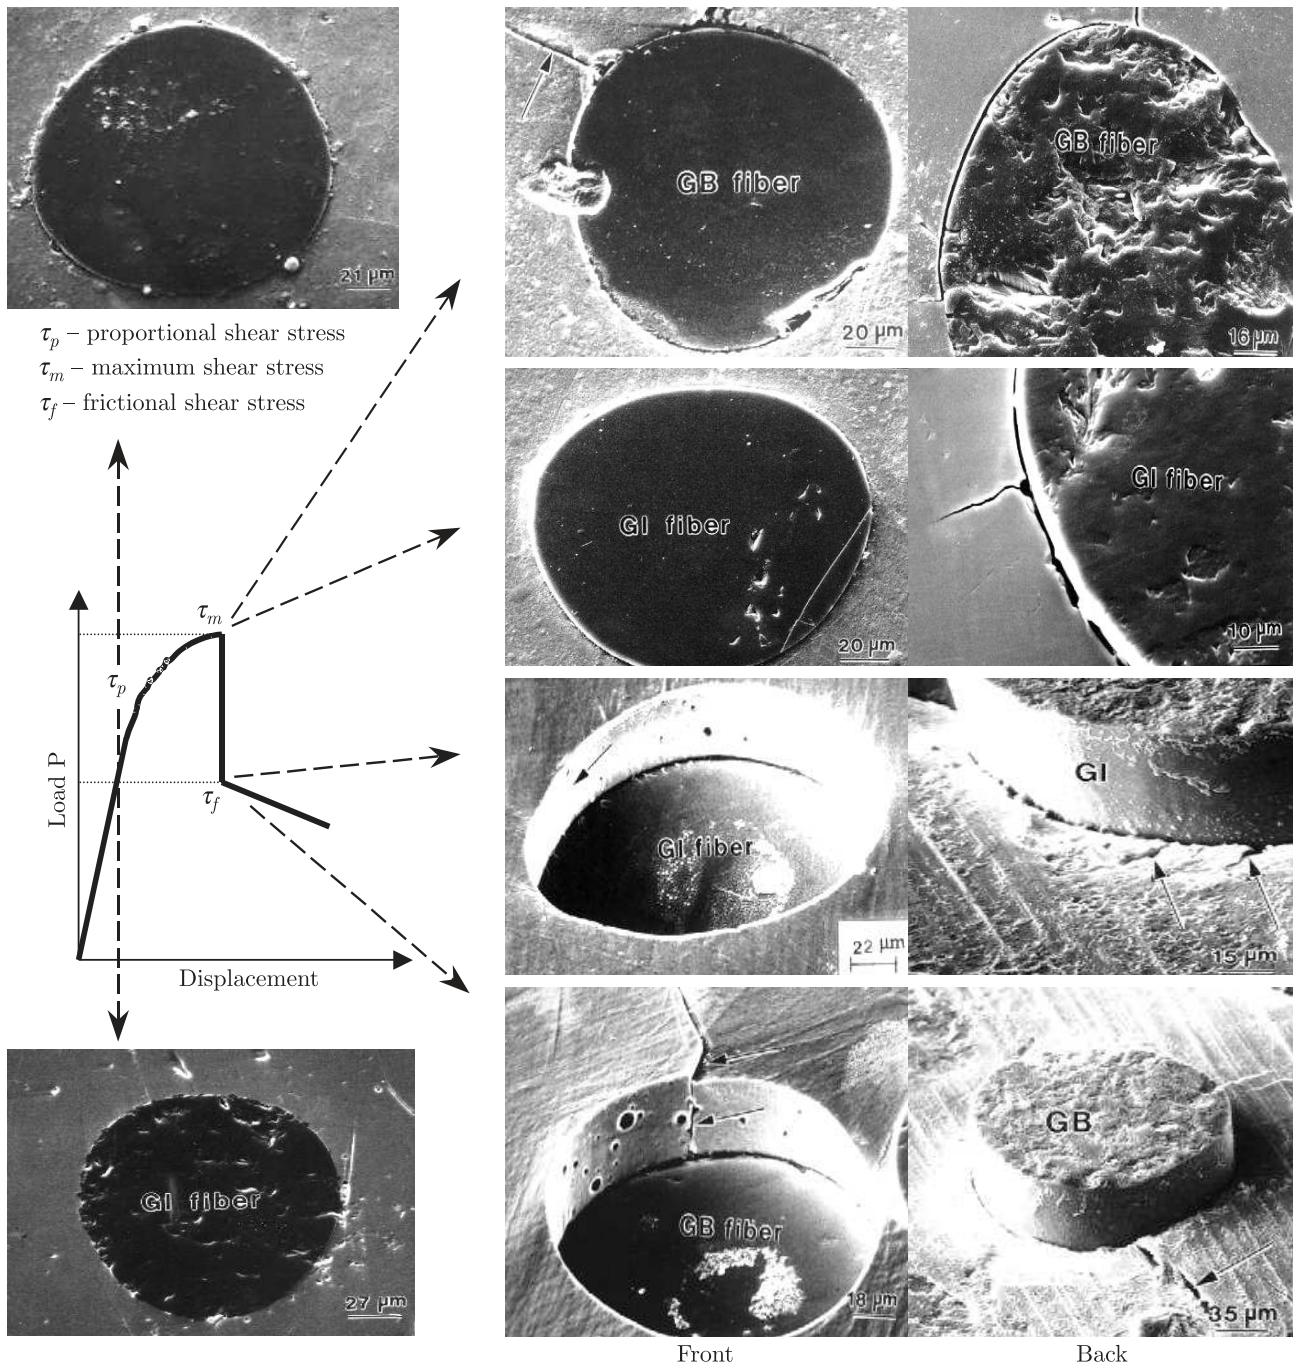 21 μm
τp – proportional shear stress
τm – maximum shear stress
τf – frictional shear stress
τm
τp
τf
Load P
Displacement
GI fiber
27 μm
GB fiber
20 μm
GB fiber
16 μm
GI fiber
20 μm
GI fiber
10 μm
GI fiber
22 μm
GI
15 μm
GB fiber
18 μm
GB
35 μm
Front
Back